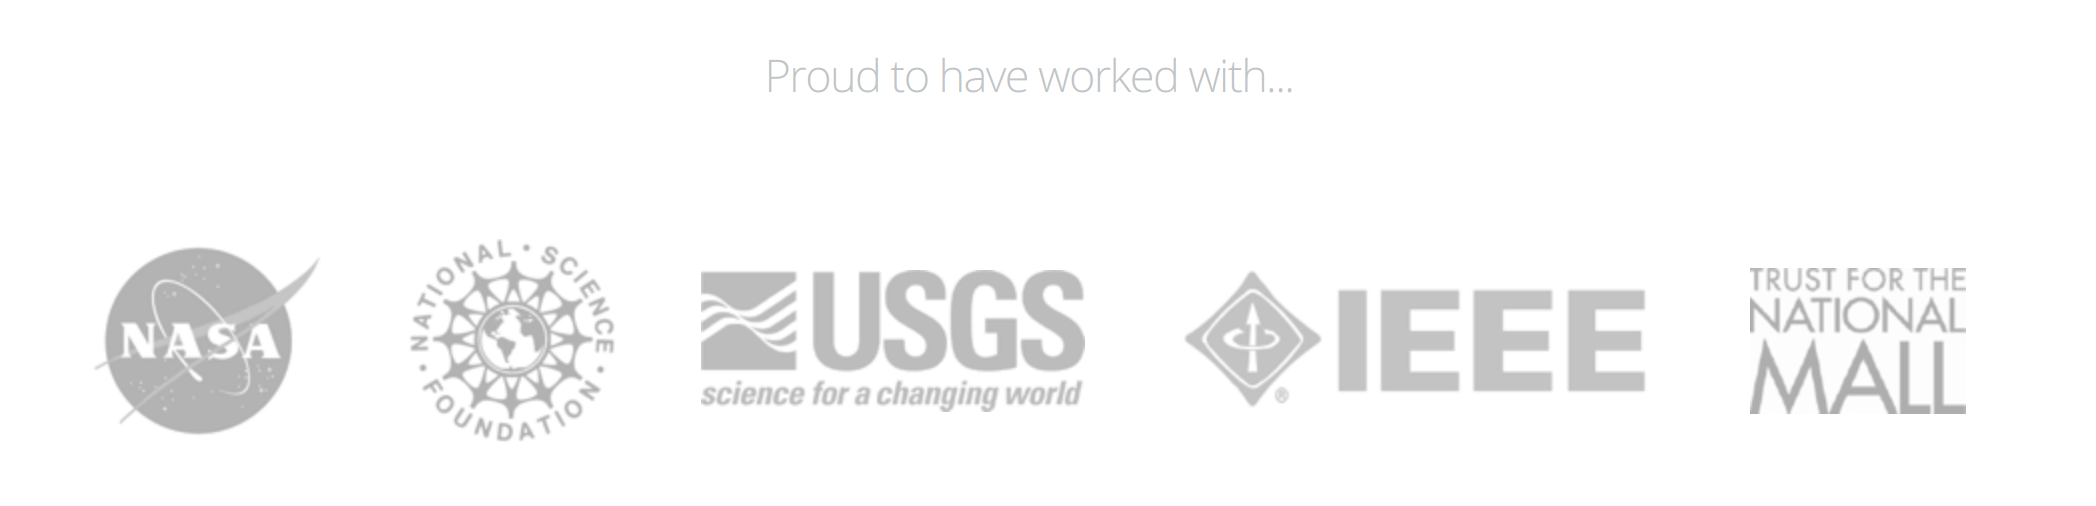 Proud to have worked with...
NASA
NATIONAL · SCIENCE · FOUNDATION ·
USGS
science for a changing world
IEEE
®
TRUST FOR THE
NATIONAL
MALL